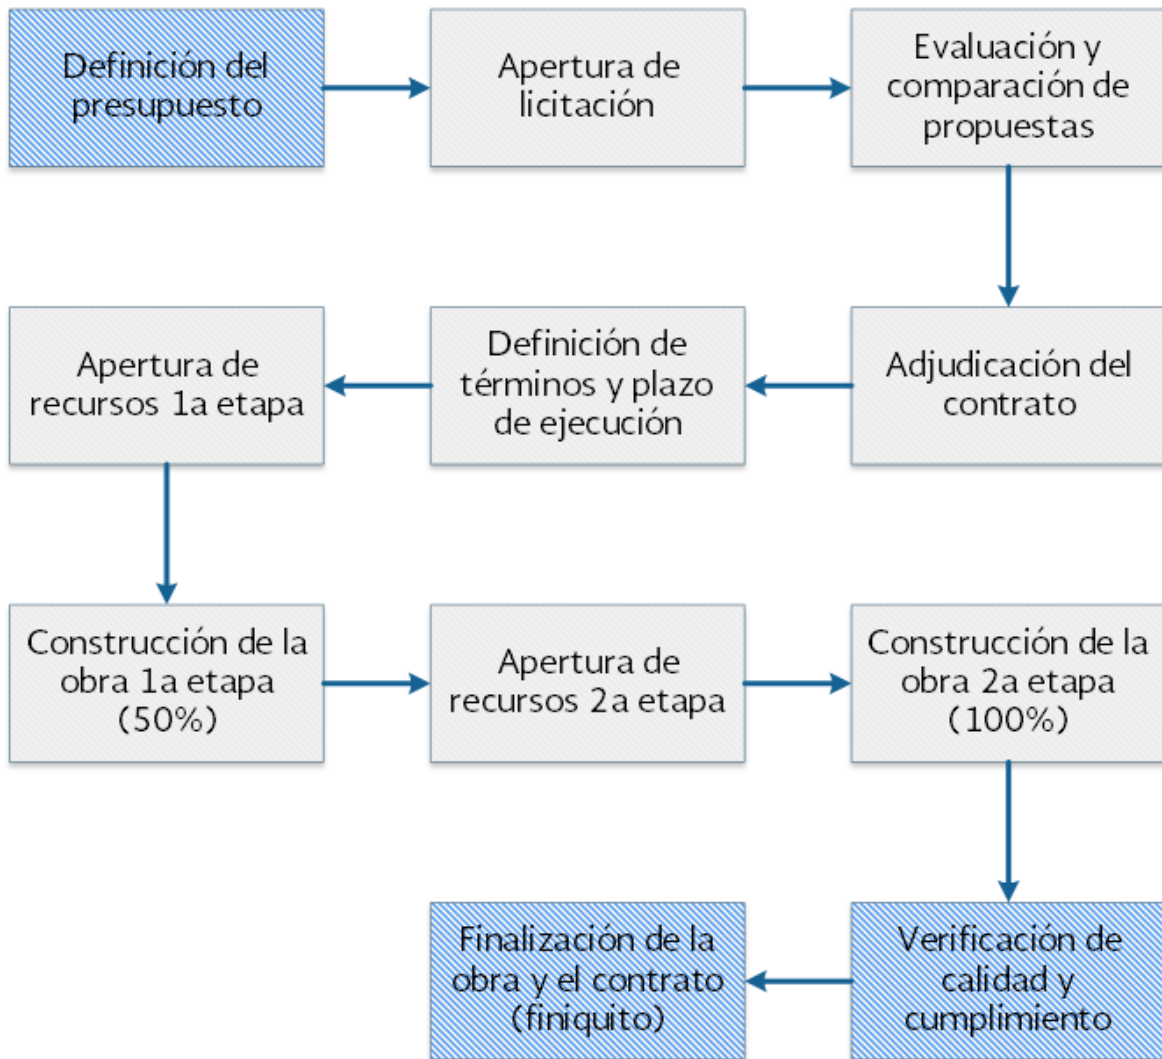 Definición del
presupuesto
Apertura de
licitación
Evaluación y
comparación de
propuestas
Adjudicación del
contrato
Definición de
términos y plazo
de ejecución
Apertura de
recursos 1a etapa
Construcción de la
obra 1a etapa
(50%)
Apertura de
recursos 2a etapa
Construcción de la
obra 2a etapa
(100%)
Verificación de
calidad y
cumplimiento
Finalización de la
obra y el contrato
(finiquito)